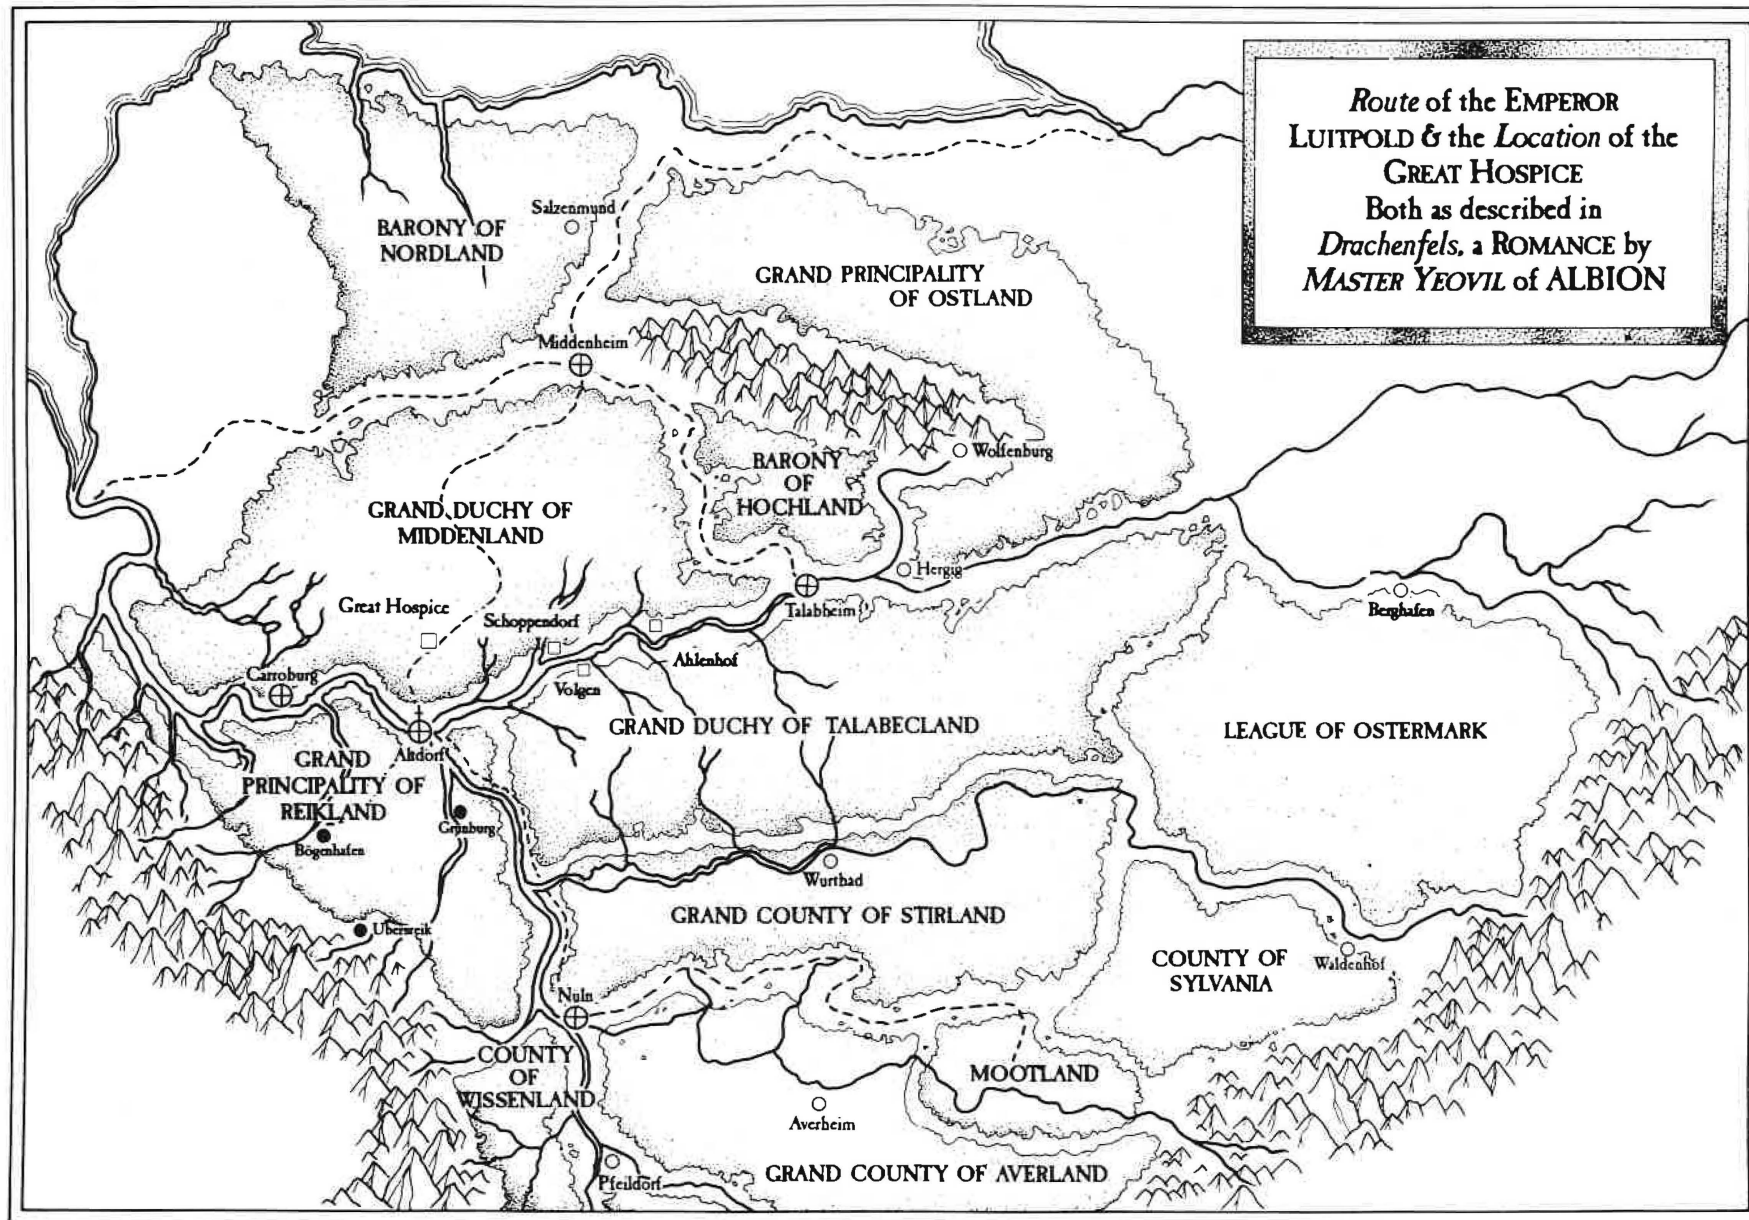 Route of the EMPEROR
LUITPOLD & the Location of the
GREAT HOSPICE
Both as described in
Drachenfels, a ROMANCE by
MASTER YEOVIL of ALBION
Salzenmund
BARONY OF
NORDLAND
GRAND PRINCIPALITY
OF OSTLAND
Middenheim
Wolfenburg
BARONY
OF
HOCHLAND
GRAND DUCHY OF
MIDDENLAND
Hergig
Talabheim
Berghafen
Great Hospice
Schoppendorf
Ahlenhof
Carroburg
Volgen
GRAND DUCHY OF TALABECLAND
LEAGUE OF OSTERMARK
Altdorf
GRAND
PRINCIPALITY OF
REIKLAND
Grünburg
Bögenhafen
Wurtbad
GRAND COUNTY OF STIRLAND
Ubersreik
COUNTY OF
SYLVANIA
Waldenhof
Nuln
COUNTY
OF
WISSENLAND
MOOTLAND
Averheim
GRAND COUNTY OF AVERLAND
Pfeildorf